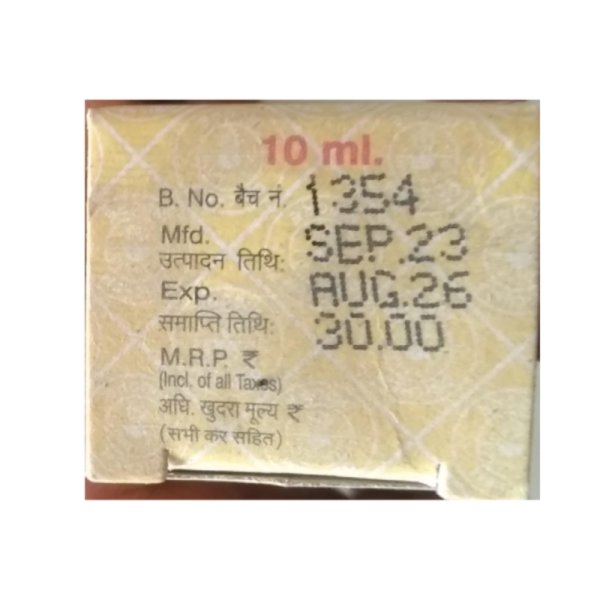 10 ml.
B. No. बैच नं. 1354
Mfd. SEP.23
उत्पादन तिथि:
Exp. AUG.26
समाप्ति तिथि: 30.00
M.R.P. ₹
(Incl. of all Taxes)
अधि. खुदरा मूल्य ₹
(सभी कर सहित)